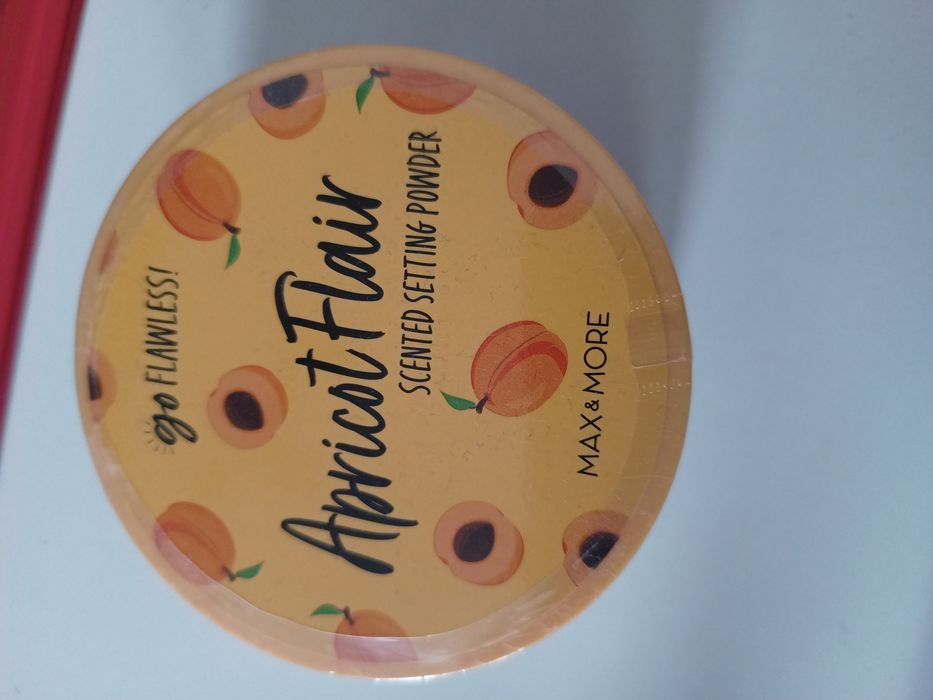 go FLAWLESS!
Apricot Flair
SCENTED SETTING POWDER
MAX & MORE